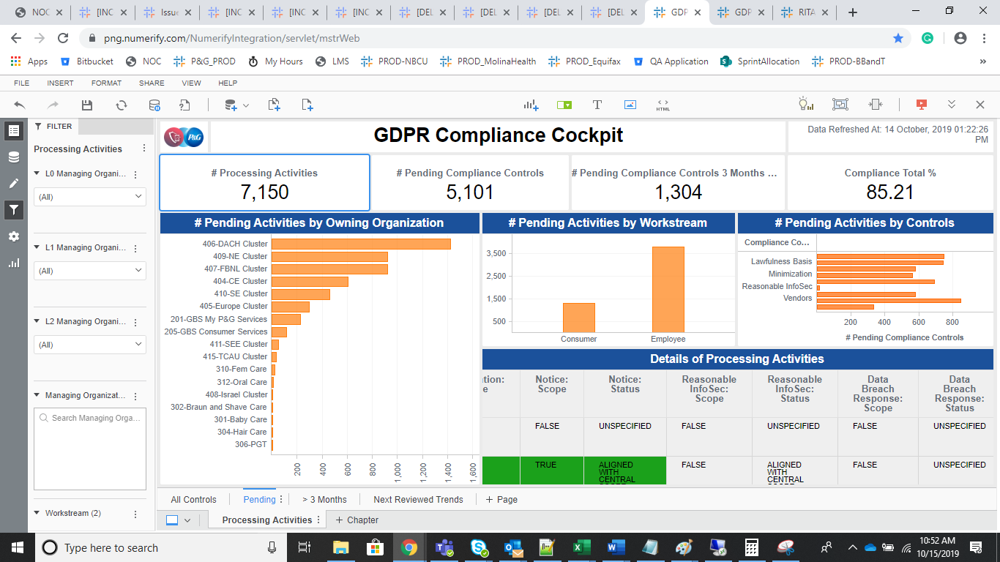 NOC
[INC
Issue
[INC
[INC
[INC
[DEL
[DEL
[DEL
[DEL
GDP
GDP
RITA
png.numerify.com/NumerifyIntegration/servlet/mstrWeb
Apps
Bitbucket
NOC
P&G_PROD
My Hours
LMS
PROD-NBCU
PROD_MolinaHealth
PROD_Equifax
QA Application
SprintAllocation
PROD-BBandT
FILE
INSERT
FORMAT
SHARE
VIEW
HELP
HTML
FILTER
Processing Activities
L0 Managing Organi...
(All)
L1 Managing Organi...
(All)
L2 Managing Organi...
(All)
Managing Organizat...
Search Managing Orga...
Workstream (2)
P&G
GDPR Compliance Cockpit
Data Refreshed At: 14 October, 2019 01:22:26
PM
# Processing Activities
7,150
# Pending Compliance Controls
5,101
# Pending Compliance Controls 3 Months ...
1,304
Compliance Total %
85.21
# Pending Activities by Owning Organization
406-DACH Cluster
409-NE Cluster
407-FBNL Cluster
404-CE Cluster
410-SE Cluster
405-Europe Cluster
201-GBS My P&G Services
205-GBS Consumer Services
411-SEE Cluster
415-TCAU Cluster
310-Fem Care
312-Oral Care
408-Israel Cluster
302-Braun and Shave Care
301-Baby Care
304-Hair Care
306-PGT
200
400
600
800
1,000
1,200
1,400
1,600
# Pending Activities by Workstream
3,500
2,500
1,500
500
Consumer
Employee
# Pending Activities by Controls
Compliance Co...
Lawfulness Basis
Minimization
Reasonable InfoSec
Vendors
200
400
600
800
# Pending Compliance Controls
Details of Processing Activities
tion:
e
Notice:
Scope
Notice:
Status
Reasonable
InfoSec:
Scope
Reasonable
InfoSec:
Status
Data
Breach
Response:
Scope
Data
Breach
Response:
Status
FALSE
UNSPECIFIED
FALSE
UNSPECIFIED
FALSE
UNSPECIFIED
TRUE
ALIGNED
WITH
CENTRAL
FALSE
ALIGNED
WITH
CENTRAL
FALSE
UNSPECIFIED
All Controls
Pending
> 3 Months
Next Reviewed Trends
+ Page
Processing Activities
+ Chapter
Type here to search
10:52 AM
10/15/2019